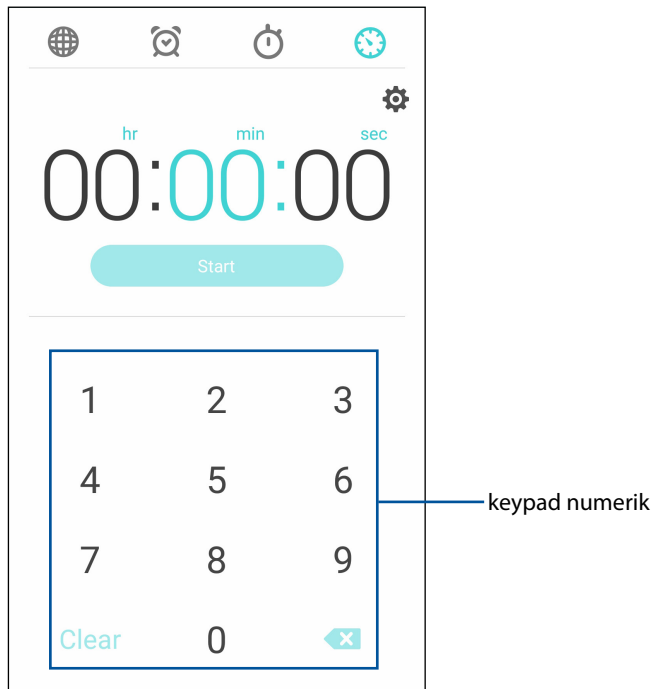 hr min sec
00:00:00
Start
1 2 3
4 5 6
keypad numerik
7 8 9
Clear 0